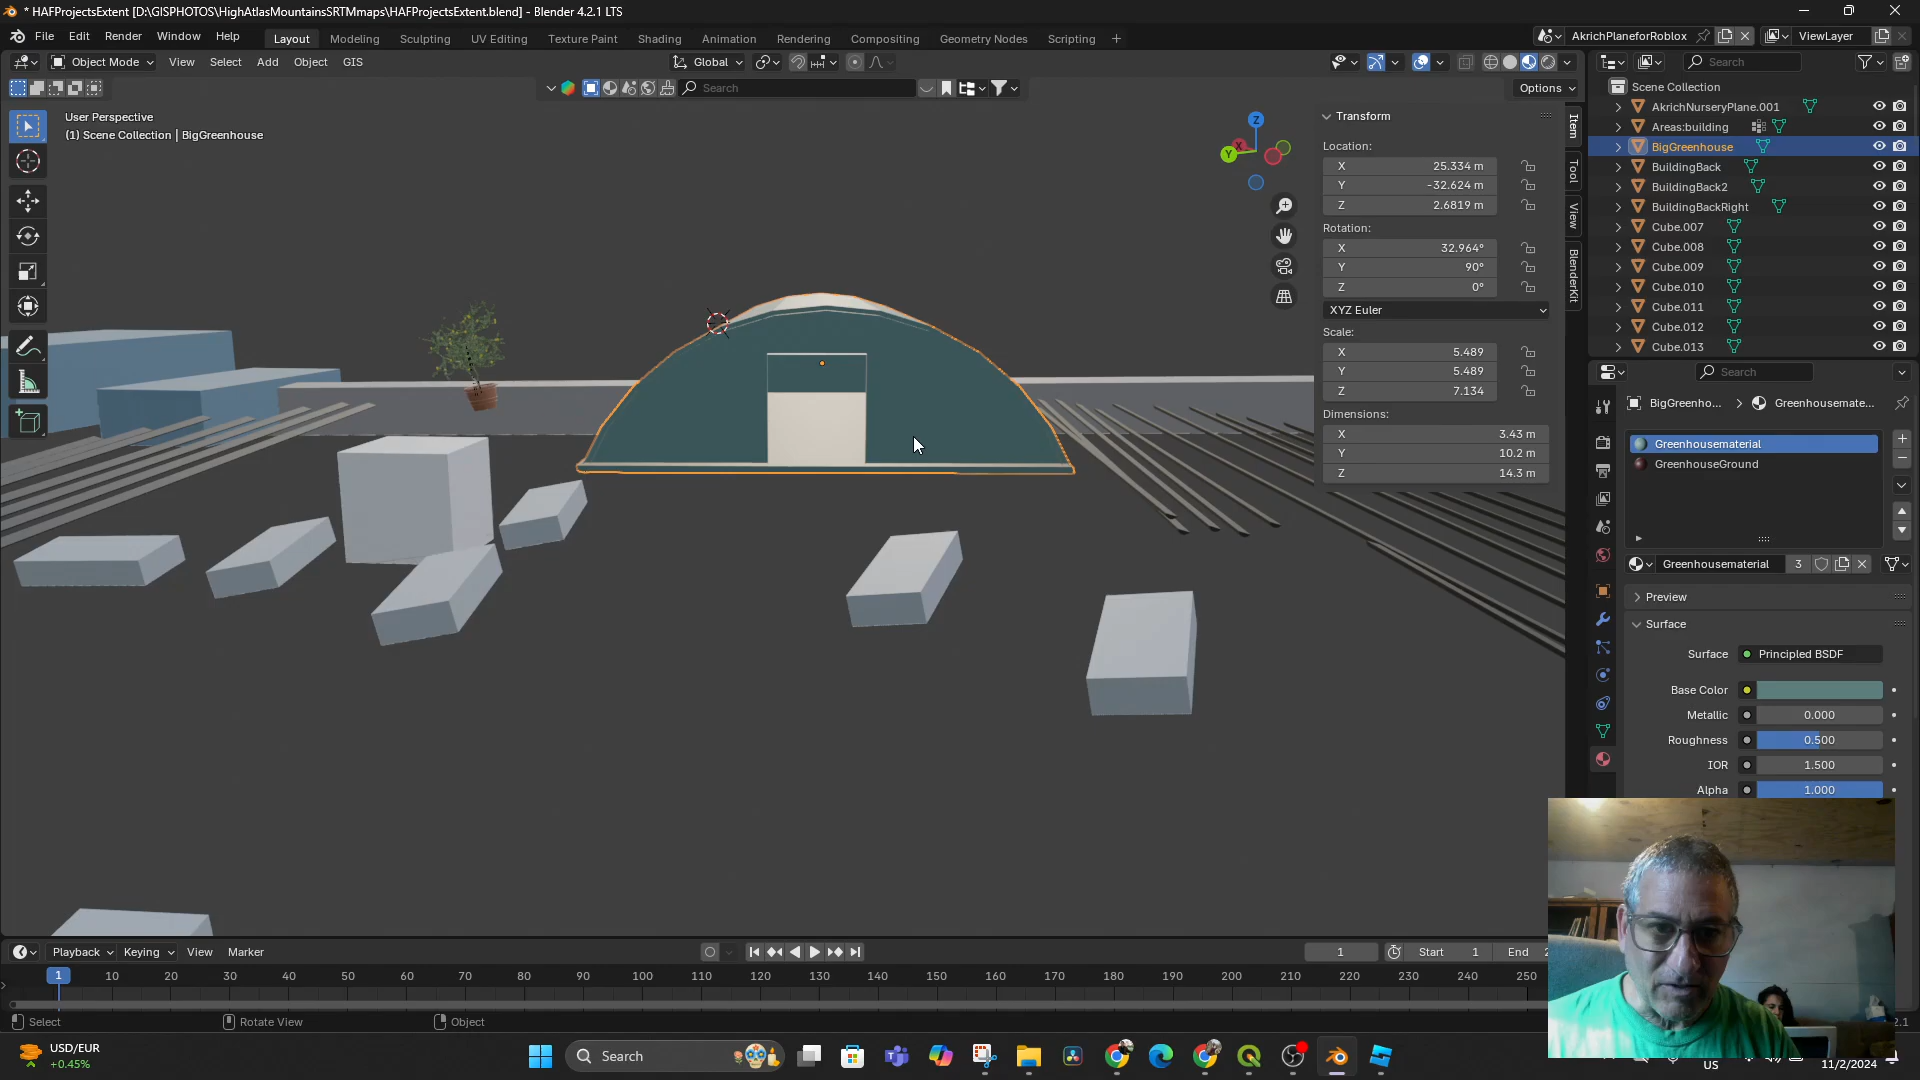 * HAFProjectsExtent [D:\GISPHOTOS\HighAtlasMountainsSRTMmaps\HAFProjectsExtent.blend] - Blender 4.2.1 LTS
File Edit Render Window Help Layout Modeling Sculpting UV Editing Texture Paint Shading Animation Rendering Compositing Geometry Nodes Scripting + AkrichPlaneforRoblox ViewLayer
Object Mode View Select Add Object GIS Global Search
Search Options
User Perspective
(1) Scene Collection | BigGreenhouse
Z
X
Y
Transform
Location:
X 25.334 m
Y -32.624 m
Z 2.6819 m
Rotation:
X 32.964°
Y 90°
Z 0°
XYZ Euler
Scale:
X 5.489
Y 5.489
Z 7.134
Dimensions:
X 3.43 m
Y 10.2 m
Z 14.3 m
Item
Tool
View
BlenderKit
Scene Collection
AkrichNurseryPlane.001
Areas:building
BigGreenhouse
BuildingBack
BuildingBack2
BuildingBackRight
Cube.007
Cube.008
Cube.009
Cube.010
Cube.011
Cube.012
Cube.013
Search
BigGreenho... > Greenhousemate...
Greenhousematerial
GreenhouseGround
Greenhousematerial 3
Preview
Surface
Surface Principled BSDF
Base Color
Metallic 0.000
Roughness 0.500
IOR 1.500
Alpha 1.000
Playback Keying View Marker 1 Start 1 End
1 10 20 30 40 50 60 70 80 90 100 110 120 130 140 150 160 170 180 190 200 210 220 230 240 250
Select Rotate View Object
USD/EUR
+0.45%
Search
US
11/2/2024